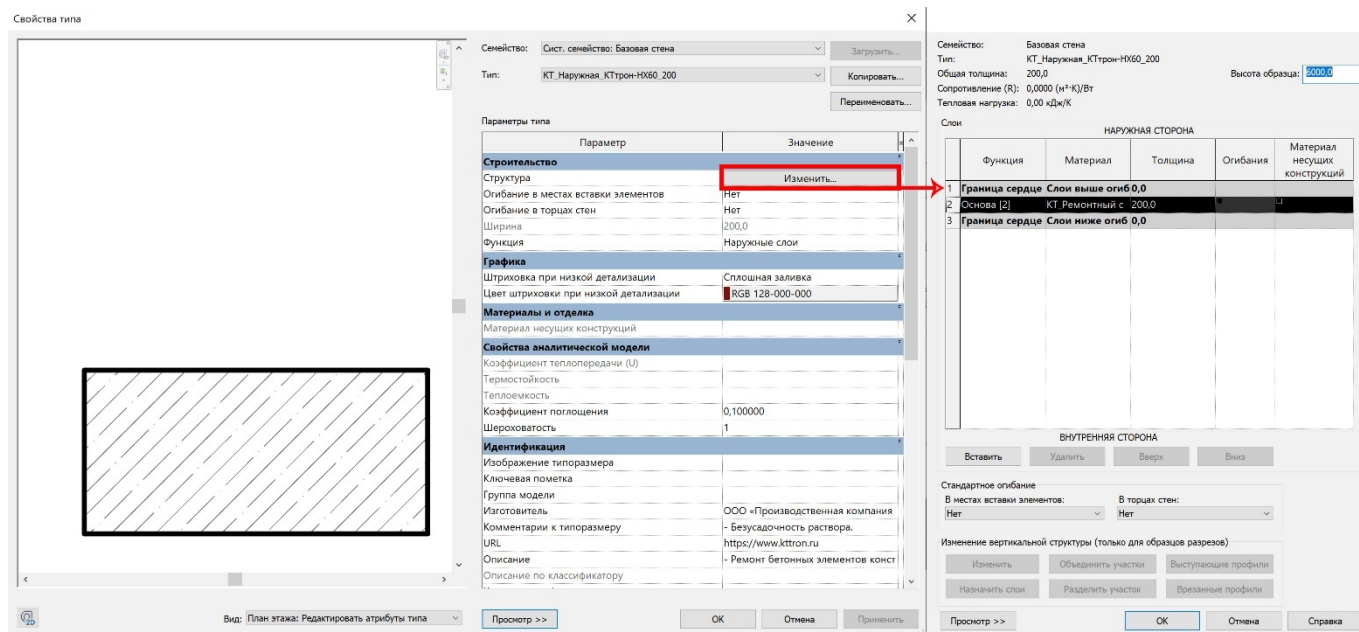 Свойства типа
Семейство: Сист. семейство: Базовая стена Загрузить...
Тип: КТ_Наружная_КТтрон-НХ60_200 Копировать...
Переименовать...
Параметры типа
Параметр Значение
Строительство
Структура Изменить...
Огибание в местах вставки элементов Нет
Огибание в торцах стен Нет
Ширина 200,0
Функция Наружные слои
Графика
Штриховка при низкой детализации Сплошная заливка
Цвет штриховки при низкой детализации RGB 128-000-000
Материалы и отделка
Материал несущих конструкций
Свойства аналитической модели
Коэффициент теплопередачи (U)
Термостойкость
Теплоемкость
Коэффициент поглощения 0,100000
Шероховатость 1
Идентификация
Изображение типоразмера
Ключевая пометка
Группа модели
Изготовитель ООО «Производственная компания
Комментарии к типоразмеру - Безусадочность раствора.
URL https://www.kttron.ru
Описание - Ремонт бетонных элементов конст
Описание по классификатору
Вид: План этажа: Редактировать атрибуты типа
Просмотр >> ОК Отмена Применить
Семейство: Базовая стена
Тип: КТ_Наружная_КТтрон-НХ60_200
Общая толщина: 200,0 Высота образца: 6000,0
Сопротивление (R): 0,0000 (м²·К)/Вт
Тепловая нагрузка: 0,00 кДж/К
Слои
НАРУЖНАЯ СТОРОНА
Функция Материал Толщина Огибания Материал несущих конструкций
1 Граница сердце Слои выше огиб 0,0
2 Основа [2] КТ_Ремонтный с 200,0
3 Граница сердце Слои ниже огиб 0,0
ВНУТРЕННЯЯ СТОРОНА
Вставить Удалить Вверх Вниз
Стандартное огибание
В местах вставки элементов: В торцах стен:
Нет Нет
Изменение вертикальной структуры (только для образцов разрезов)
Изменить Объединить участки Выступающие профили
Назначить слои Разделить участок Врезанные профили
Просмотр >> ОК Отмена Справка